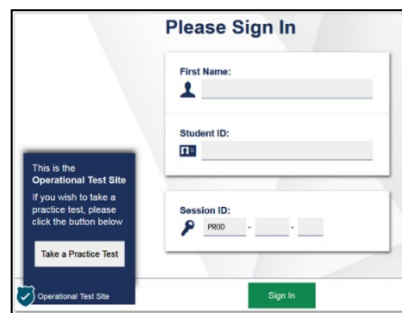 Please Sign In
First Name:
Student ID:
This is the
Operational Test Site
If you wish to take a
practice test, please
click the button below
Take a Practice Test
Session ID:
PROD - -
Operational Test Site
Sign In